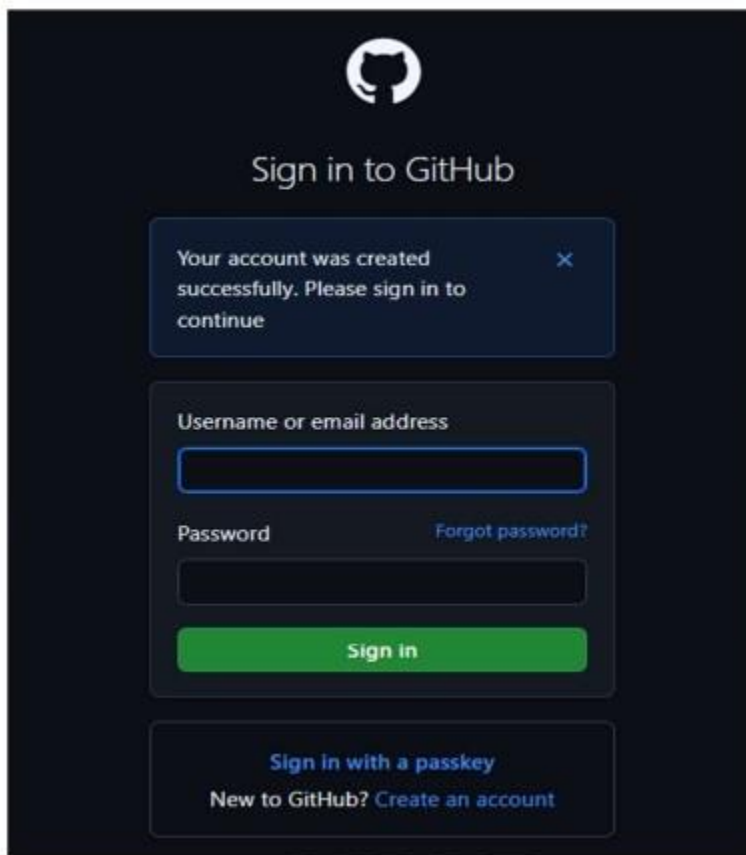 Sign in to GitHub
Your account was created
successfully. Please sign in to
continue
Username or email address
Password Forgot password?
Sign in
Sign in with a passkey
New to GitHub? Create an account